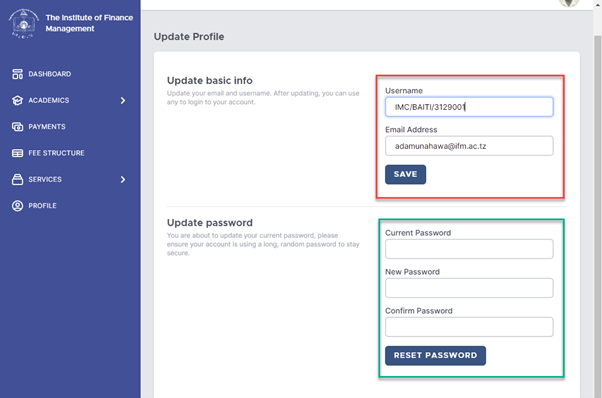 The Institute of Finance
Management
DASHBOARD
ACADEMICS
PAYMENTS
FEE STRUCTURE
SERVICES
PROFILE
Update Profile
Update basic info
Update your email and username. After updating, you can use
any to login to your account.
Username
IMC/BAITI/3129001
Email Address
adamunahawa@ifm.ac.tz
SAVE
Update password
You are about to update your current password, please
ensure your account is using a long, random password to stay
secure.
Current Password
New Password
Confirm Password
RESET PASSWORD